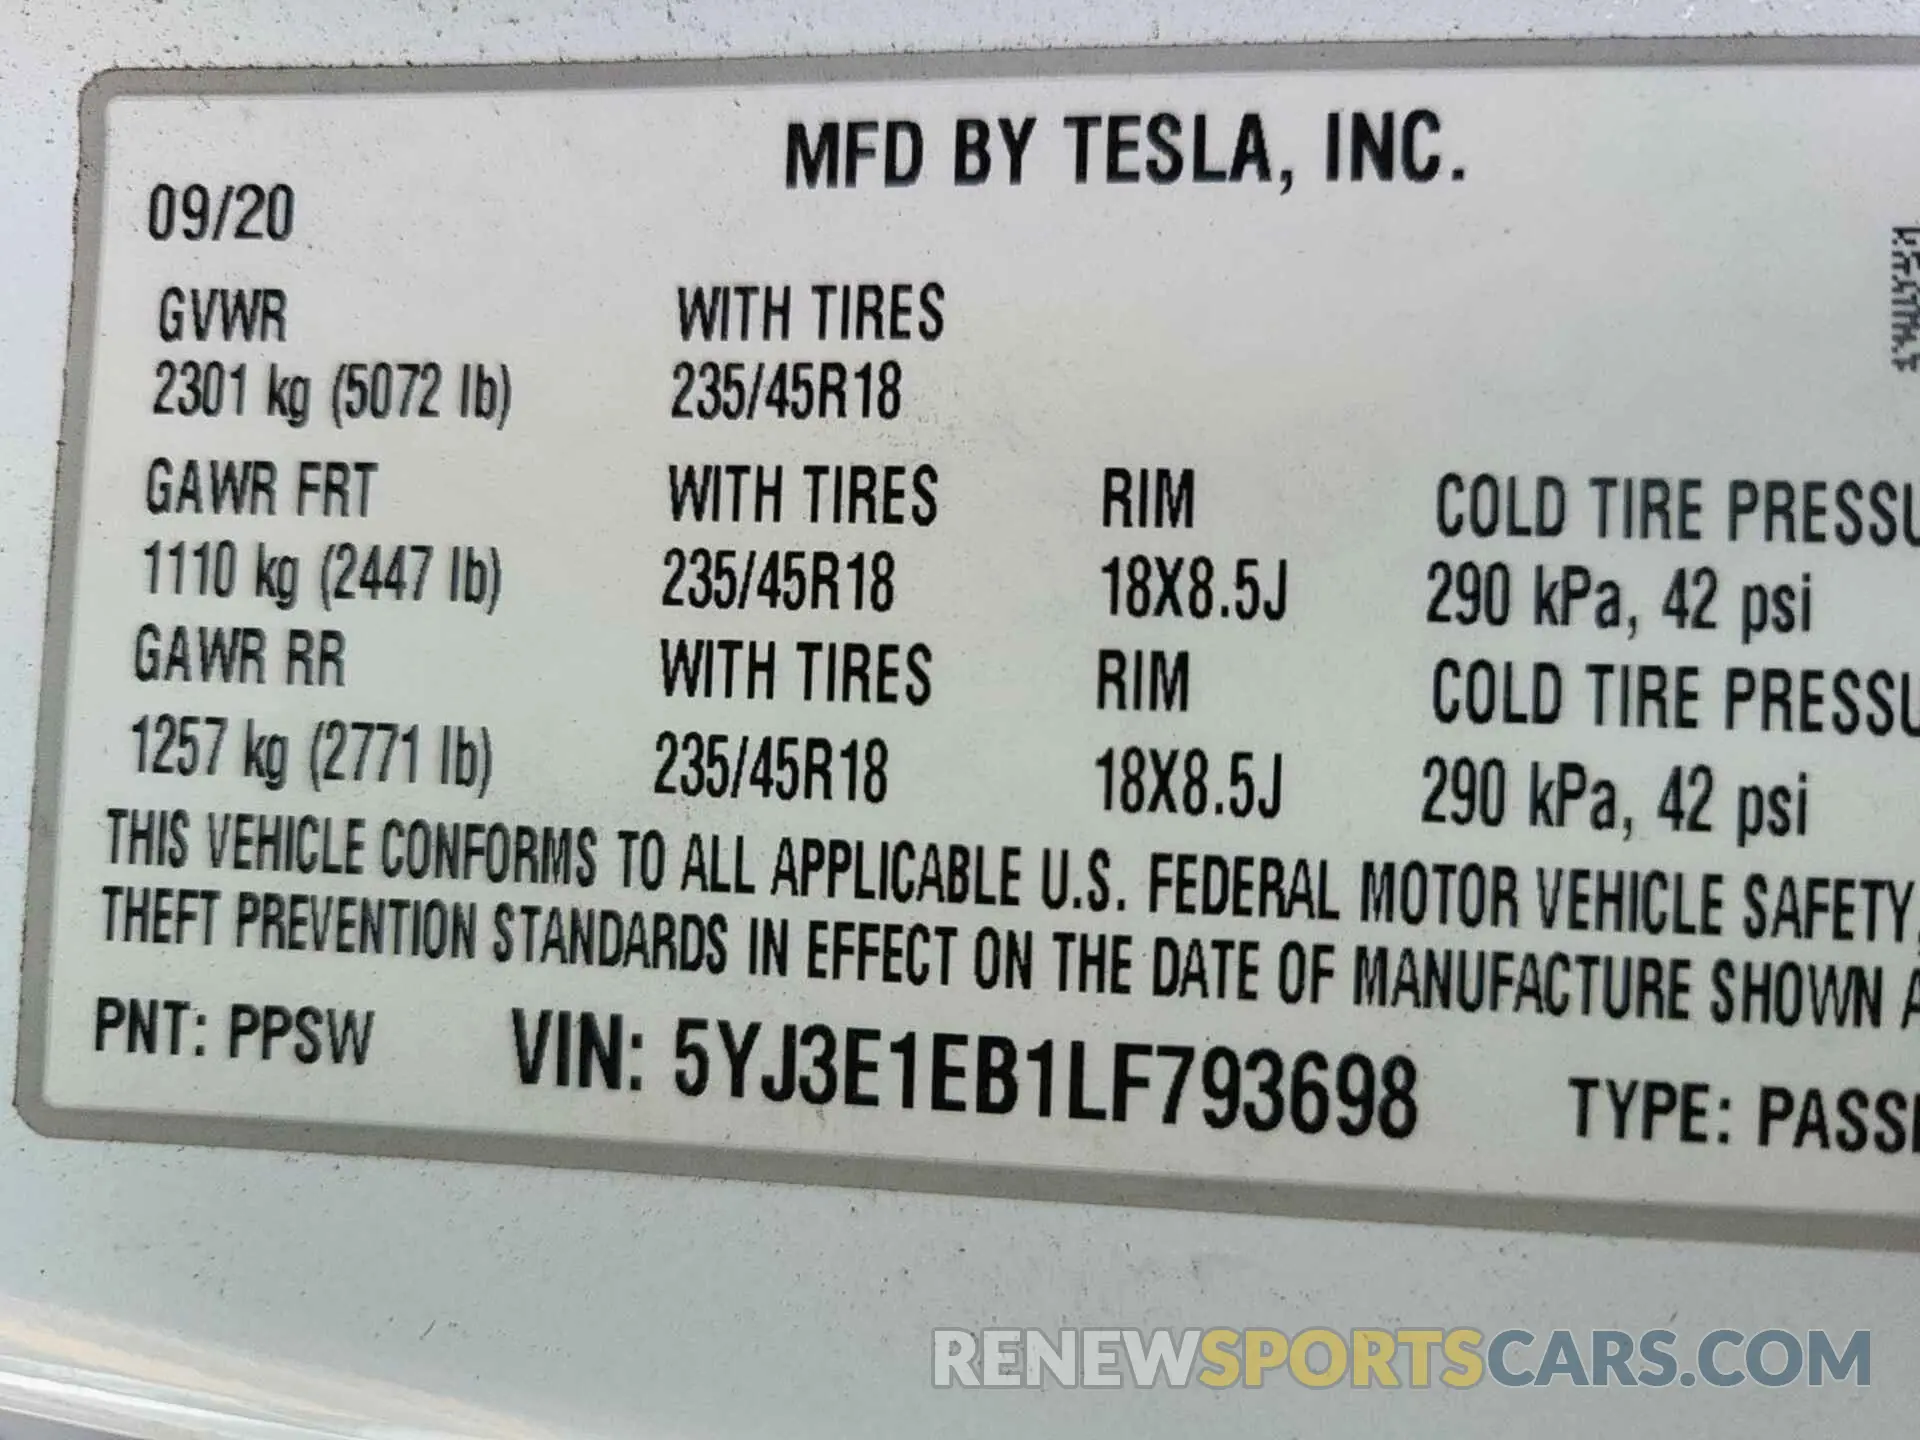 MFD BY TESLA, INC.
09/20
GVWR WITH TIRES
2301 kg (5072 lb) 235/45R18
GAWR FRT WITH TIRES RIM COLD TIRE PRESSU
1110 kg (2447 lb) 235/45R18 18X8.5J 290 kPa, 42 psi
GAWR RR WITH TIRES RIM COLD TIRE PRESSU
1257 kg (2771 lb) 235/45R18 18X8.5J 290 kPa, 42 psi
THIS VEHICLE CONFORMS TO ALL APPLICABLE U.S. FEDERAL MOTOR VEHICLE SAFETY,
THEFT PREVENTION STANDARDS IN EFFECT ON THE DATE OF MANUFACTURE SHOWN A
PNT: PPSW VIN: 5YJ3E1EB1LF793698 TYPE: PASSE
RENEWSPORTSCARS.COM